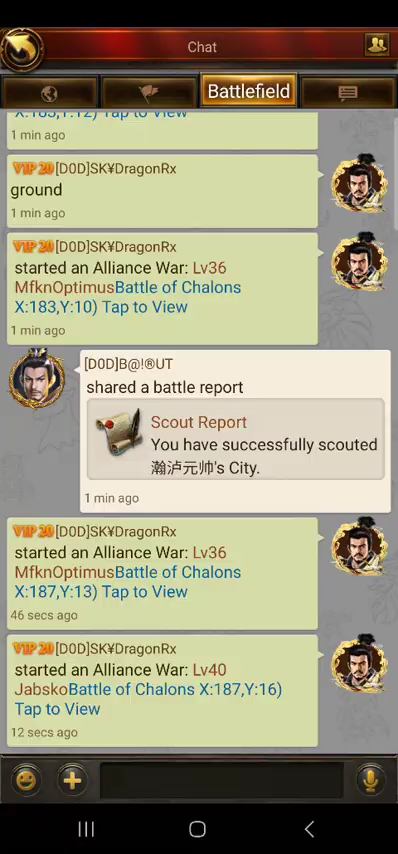 Chat
Battlefield
X:183,Y:12) Tap to View
1 min ago
VIP 20 [D0D]SK¥DragonRx
ground
1 min ago
VIP 20 [D0D]SK¥DragonRx
started an Alliance War: Lv36
MfknOptimusBattle of Chalons
X:183,Y:10) Tap to View
1 min ago
[D0D]B@!®UT
shared a battle report
Scout Report
You have successfully scouted
瀚泸元帅's City.
1 min ago
VIP 20 [D0D]SK¥DragonRx
started an Alliance War: Lv36
MfknOptimusBattle of Chalons
X:187,Y:13) Tap to View
46 secs ago
VIP 20 [D0D]SK¥DragonRx
started an Alliance War: Lv40
JabskoBattle of Chalons X:187,Y:16)
Tap to View
12 secs ago